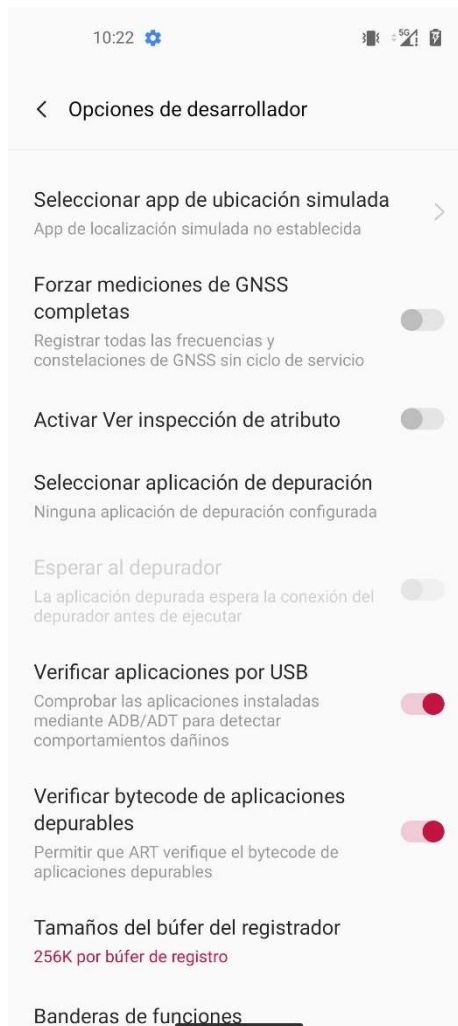 10:22
5G
Opciones de desarrollador
Seleccionar app de ubicación simulada
App de localización simulada no establecida
Forzar mediciones de GNSS
completas
Registrar todas las frecuencias y
constelaciones de GNSS sin ciclo de servicio
Activar Ver inspección de atributo
Seleccionar aplicación de depuración
Ninguna aplicación de depuración configurada
Esperar al depurador
La aplicación depurada espera la conexión del
depurador antes de ejecutar
Verificar aplicaciones por USB
Comprobar las aplicaciones instaladas
mediante ADB/ADT para detectar
comportamientos dañinos
Verificar bytecode de aplicaciones
depurables
Permitir que ART verifique el bytecode de
aplicaciones depurables
Tamaños del búfer del registrador
256K por búfer de registro
Banderas de funciones